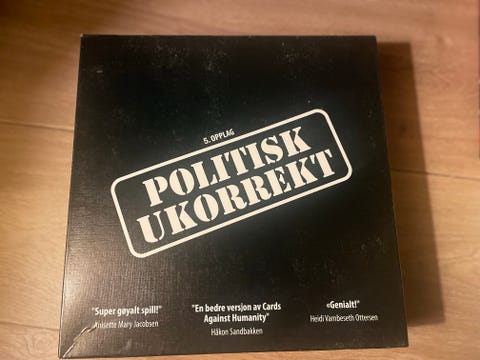 5. OPPLAG
POLITISK
UKORREKT
"Super gøyalt spill!"
Anisette Mary Jacobsen
"En bedre versjon av Cards
Against Humanity"
Håkon Sandbakken
«Genialt!"
Heidi Vambeseth Ottersen